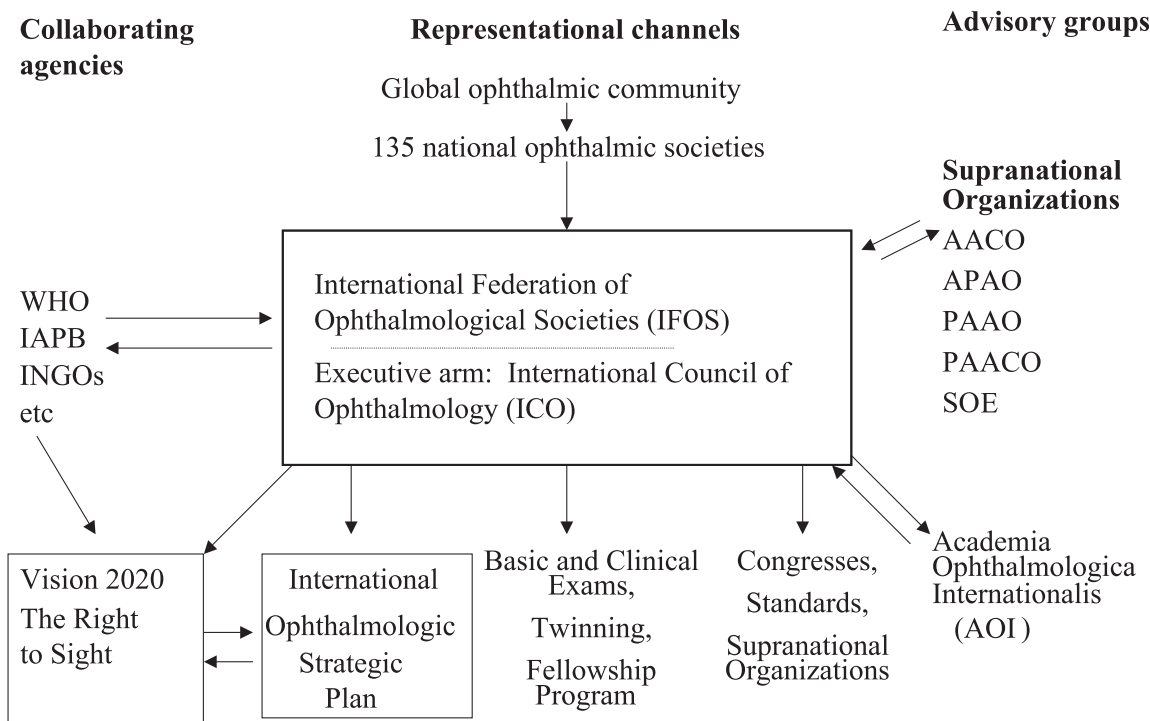 Collaborating
agencies
Representational channels
Advisory groups
Global ophthalmic community
135 national ophthalmic societies
Supranational
Organizations
AACO
APAO
PAAO
PAACO
SOE
WHO
IAPB
INGOs
etc
International Federation of
Ophthalmological Societies (IFOS)
Executive arm: International Council of
Ophthalmology (ICO)
Vision 2020
The Right
to Sight
International
Ophthalmologic
Strategic
Plan
Basic and Clinical
Exams,
Twinning,
Fellowship
Program
Congresses,
Standards,
Supranational
Organizations
Academia
Ophthalmologica
Internationalis
(AOI )